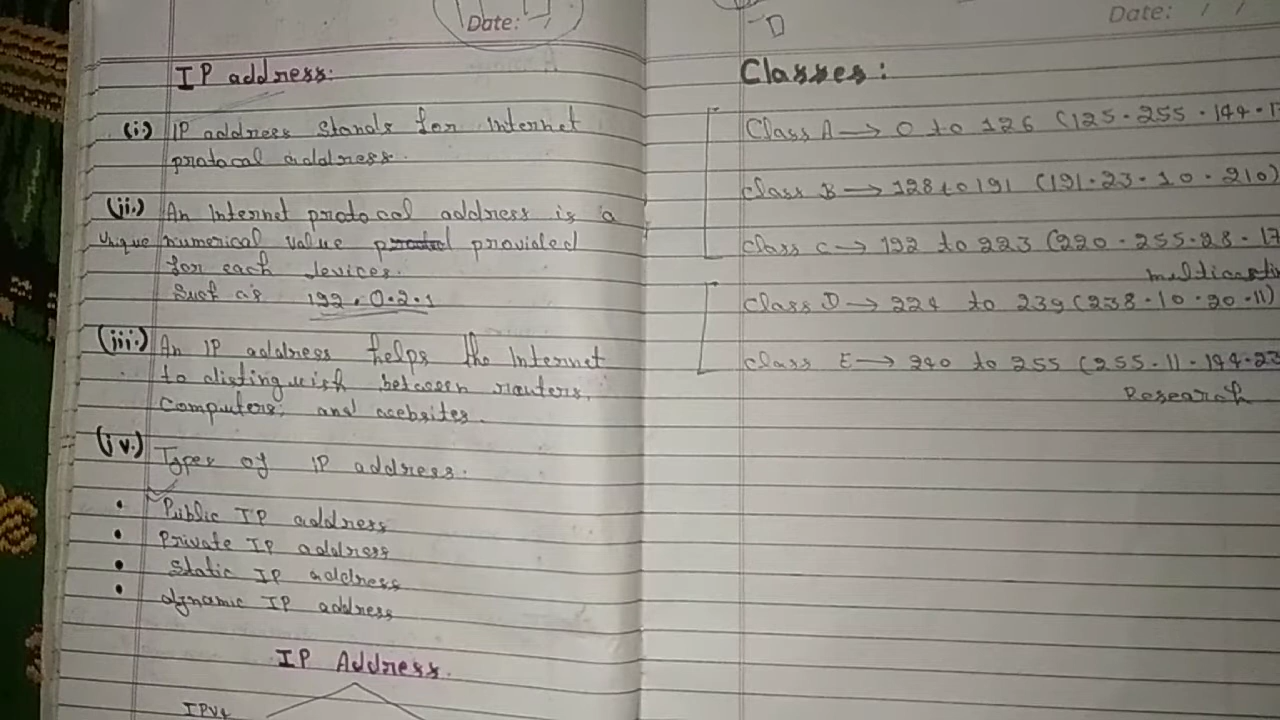 Date:
IP address:
(i) IP address stands for Internet
protocal address.
(ii) An Internet protocal address is a
unique numerical value provided
for each devices.
Such as 192.0.2.1
(iii) An IP address helps the Internet
to distinguish between routers,
Computers, and websites.
(iv.) Types of IP address.
• Public IP address
• Private IP address
• Static IP address
• dynamic IP address
IP Address.
IPV4
D
Date: / /
Classes:
Class A → 0 to 126 (125.255.144.1
Class B → 128 to 191 (191.23.10.210)
Class C → 192 to 223 (220.255.28.17
Class D → 224 to 239 (238.10.20.11)
Class E → 240 to 255 (255.11.144.23
Research